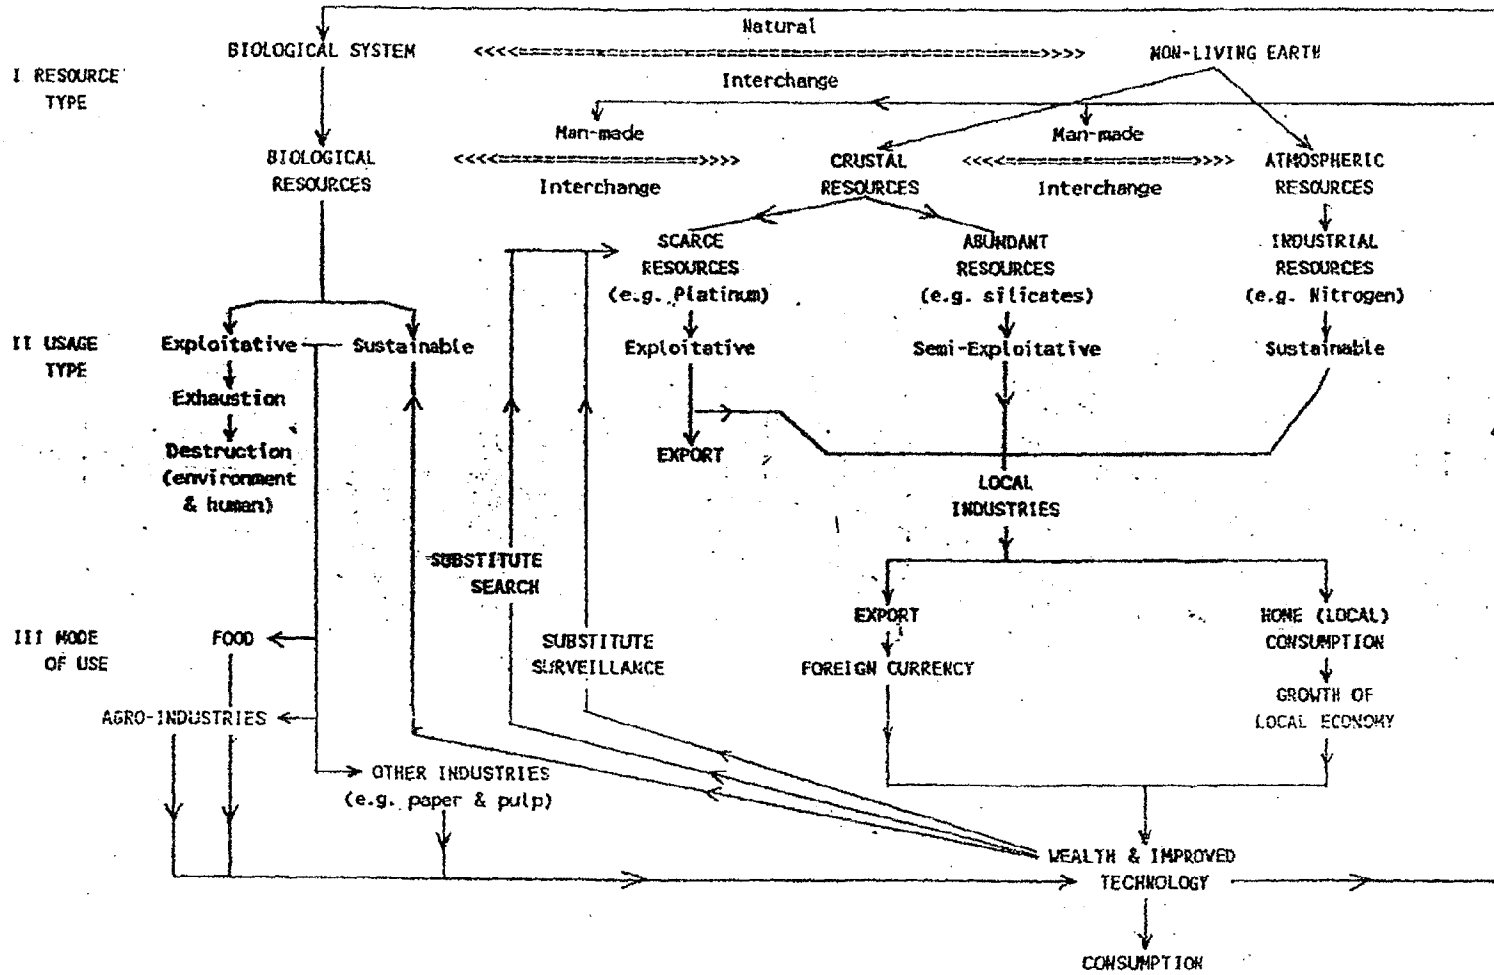 Natural
BIOLOGICAL SYSTEM <<<<====================>>>> NON-LIVING EARTH
Interchange
I RESOURCE
TYPE
Man-made
Man-made
BIOLOGICAL <<<<====================>>>> CRUSTAL <<<<====================>>>> ATMOSPHERIC
RESOURCES Interchange RESOURCES Interchange RESOURCES
SCARCE ABUNDANT INDUSTRIAL
RESOURCES RESOURCES RESOURCES
(e.g. Platinum) (e.g. silicates) (e.g. Nitrogen)
II USAGE Exploitative Sustainable Exploitative Semi-Exploitative Sustainable
TYPE
Exhaustion
Destruction EXPORT
(environment LOCAL
& human) INDUSTRIES
SUBSTITUTE
SEARCH
EXPORT HOME (LOCAL)
III MODE FOOD SUBSTITUTE CONSUMPTION
OF USE SURVEILLANCE FOREIGN CURRENCY
GROWTH OF
AGRO-INDUSTRIES LOCAL ECONOMY
OTHER INDUSTRIES
(e.g. paper & pulp)
WEALTH & IMPROVED
TECHNOLOGY
CONSUMPTION